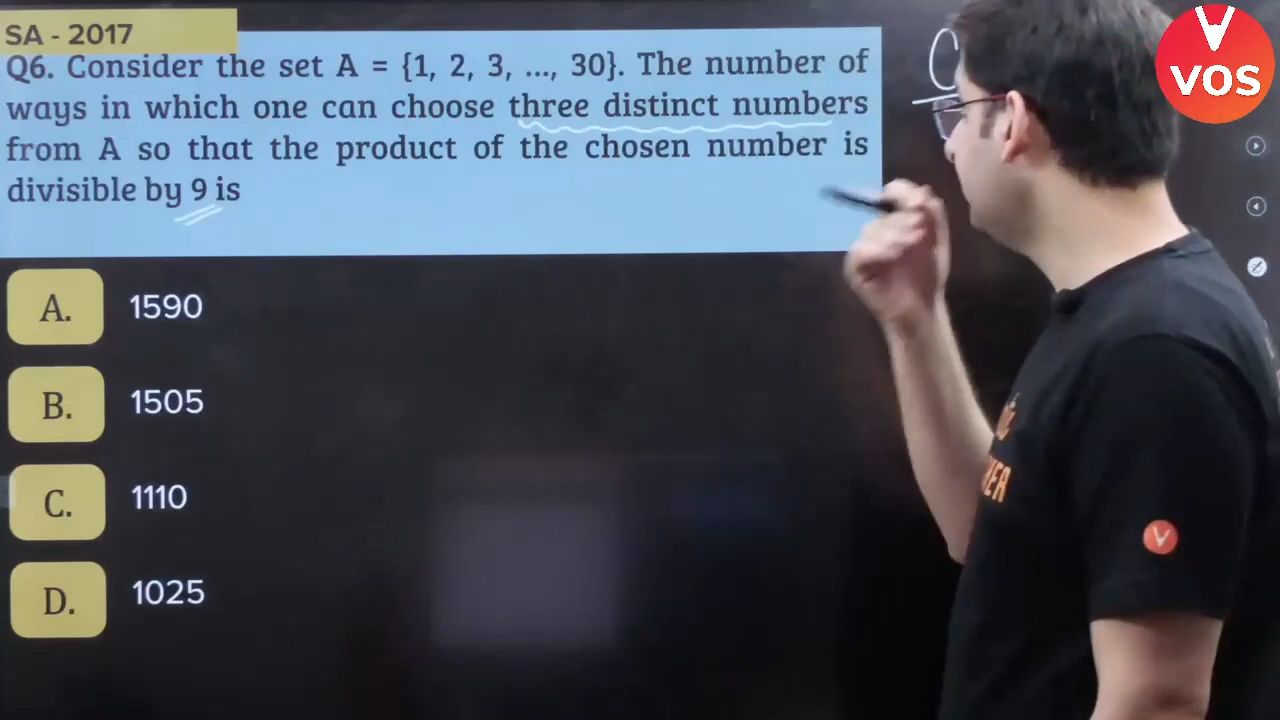 SA - 2017
Q6. Consider the set A = {1, 2, 3, ..., 30}. The number of
ways in which one can choose three distinct numbers
from A so that the product of the chosen number is
divisible by 9 is
A. 1590
B. 1505
C. 1110
D. 1025
V
VOS